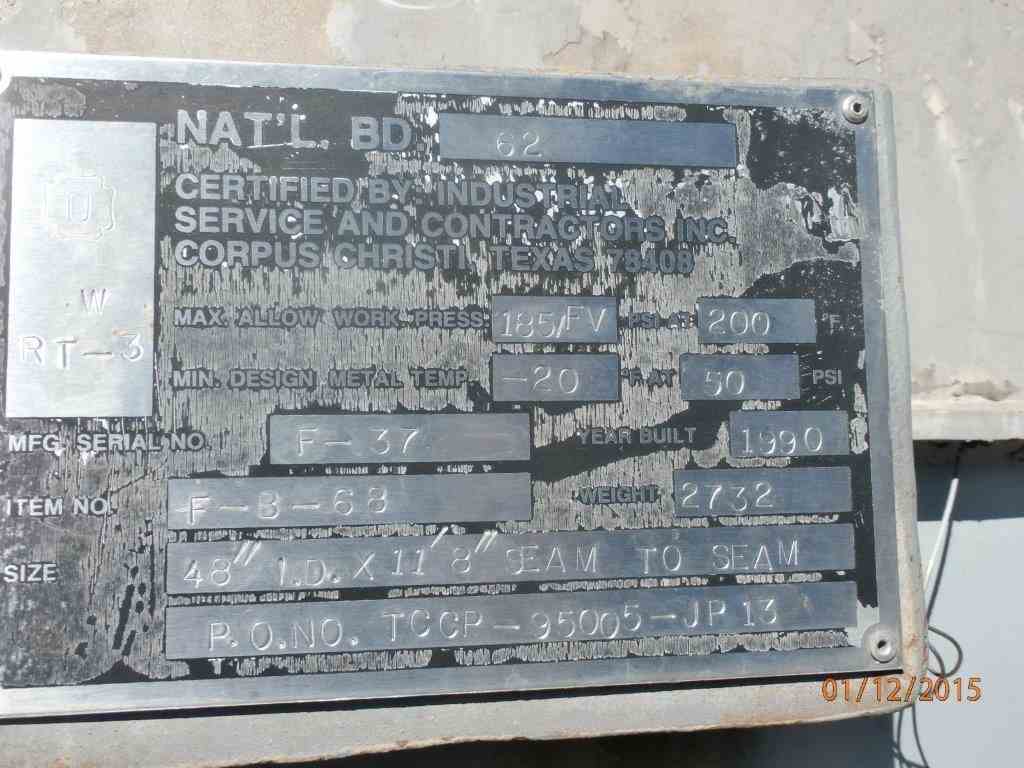 NAT'L. BD. 62
CERTIFIED BY: INDUSTRIAL
SERVICE AND CONTRACTORS INC.
CORPUS CHRISTI, TEXAS 78408
U
W
RT-3
MAX. ALLOW WORK. PRESS. 185/FV PSI AT 200 °F.
MIN. DESIGN METAL TEMP. -20 °F AT 50 PSI
MFG. SERIAL NO. F-37 YEAR BUILT 1990
ITEM NO. F-B-68 WEIGHT 2732
SIZE 48" I.D. X 11'8" SEAM TO SEAM
P.O.NO. TCCP-95005-JP13
01/12/2015